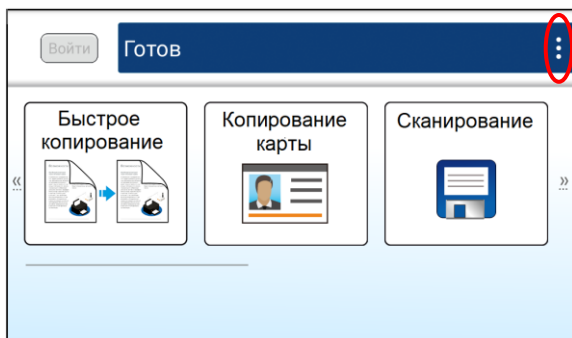 Войти
Готов
Быстрое
копирование
Копирование
карты
Сканирование
«
»